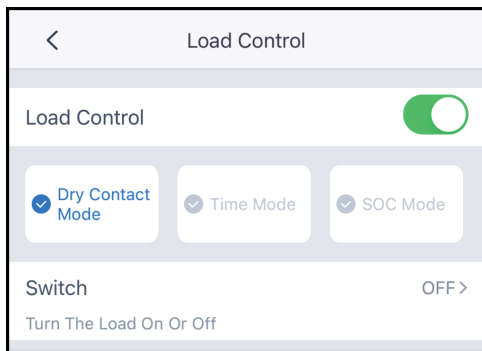 Load Control
Load Control
Dry Contact
Mode
Time Mode
SOC Mode
Switch
OFF
Turn The Load On Or Off